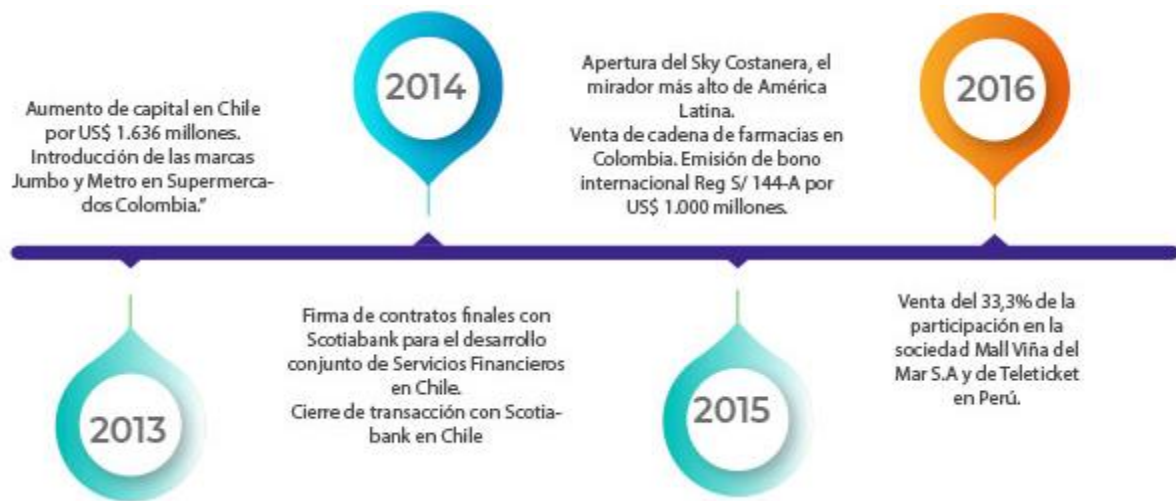 Aumento de capital en Chile
por US$ 1.636 millones.
Introducción de las marcas
Jumbo y Metro en Supermerca-
dos Colombia.”
2013
2014
Firma de contratos finales con
Scotiabank para el desarrollo
conjunto de Servicios Financieros
en Chile.
Cierre de transacción con Scotia-
bank en Chile
Apertura del Sky Costanera, el
mirador más alto de América
Latina.
Venta de cadena de farmacias en
Colombia. Emisión de bono
internacional Reg S/ 144-A por
US$ 1.000 millones.
2015
2016
Venta del 33,3% de la
participación en la
sociedad Mall Viña del
Mar S.A y de Teleticket
en Perú.